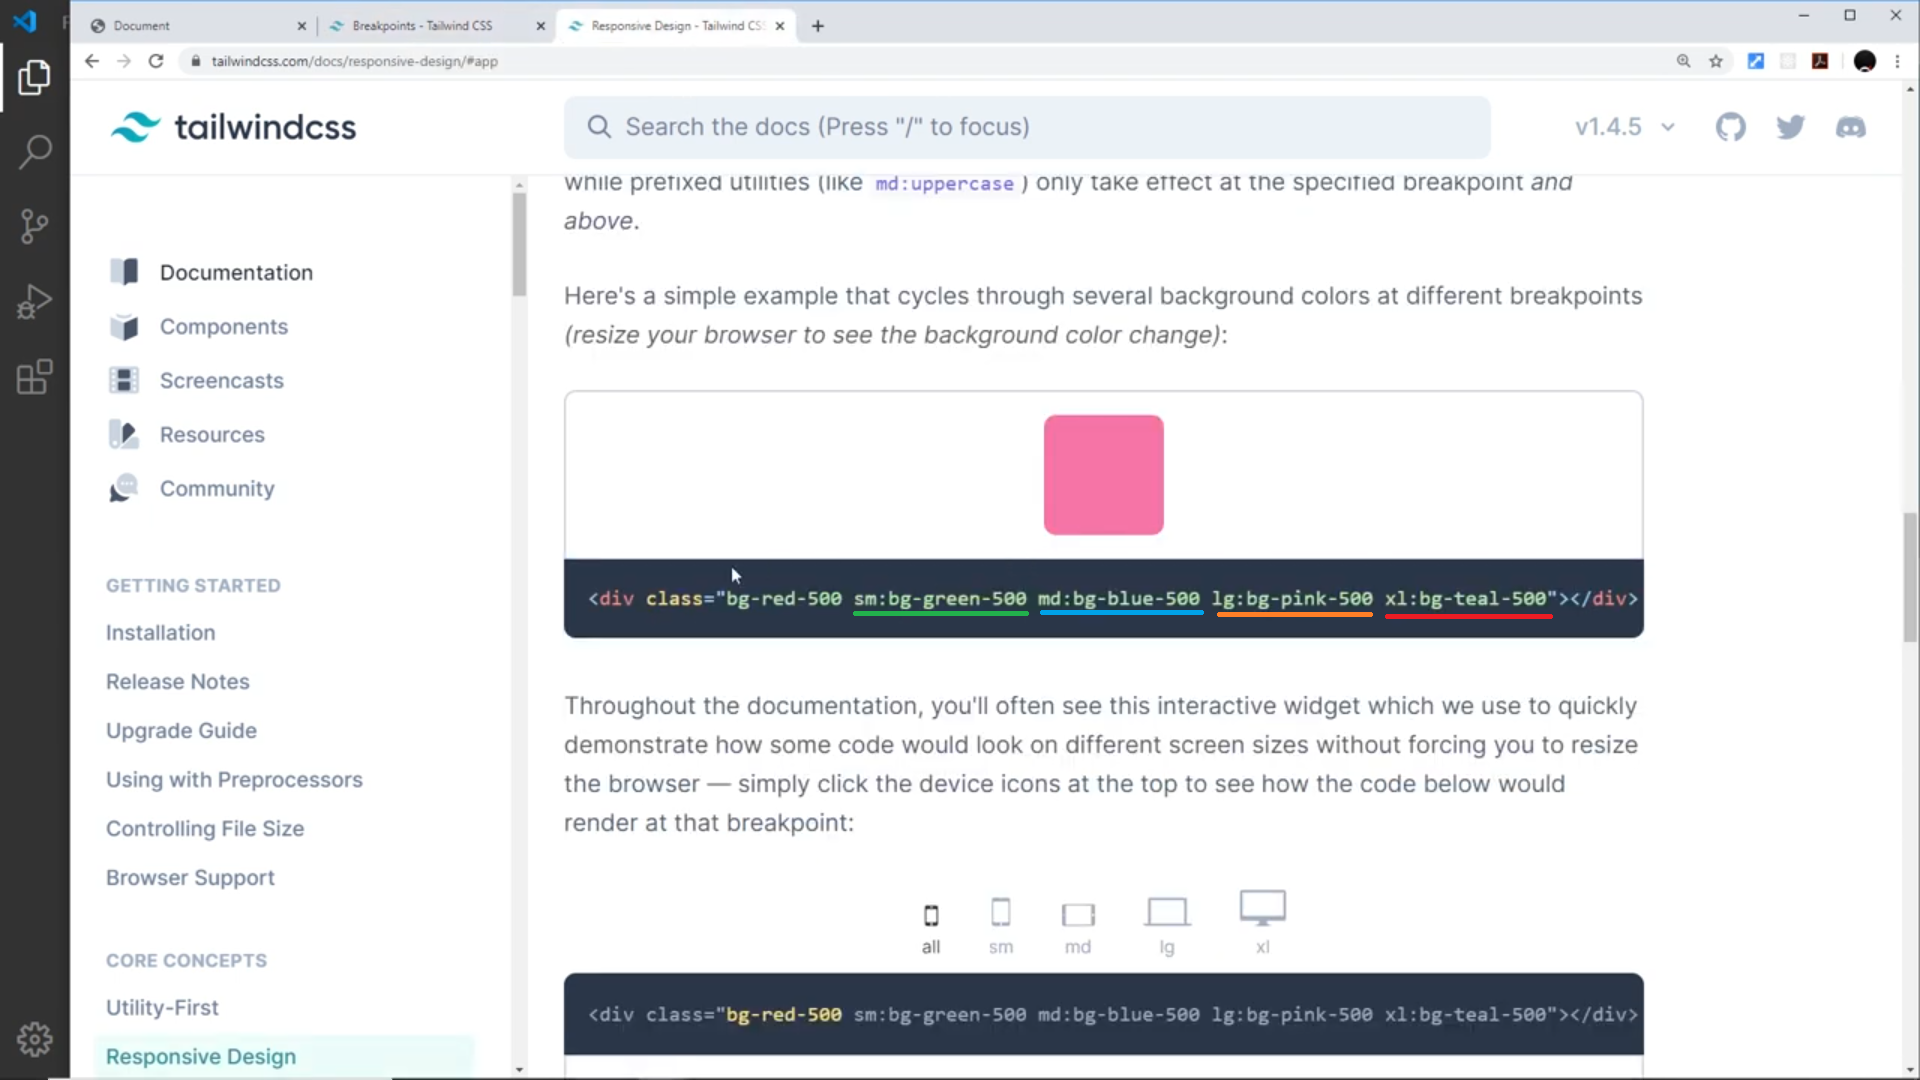 Document
Breakpoints - Tailwind CSS
Responsive Design - Tailwind CS
tailwindcss.com/docs/responsive-design/#app
tailwindcss
Search the docs (Press "/" to focus)
v1.4.5
while prefixed utilities (like md:uppercase ) only take effect at the specified breakpoint and
above.
Documentation
Components
Screencasts
Resources
Community
GETTING STARTED
Installation
Release Notes
Upgrade Guide
Using with Preprocessors
Controlling File Size
Browser Support
CORE CONCEPTS
Utility-First
Responsive Design
Here's a simple example that cycles through several background colors at different breakpoints
(resize your browser to see the background color change):
<div class="bg-red-500 sm:bg-green-500 md:bg-blue-500 lg:bg-pink-500 xl:bg-teal-500"></div>
Throughout the documentation, you'll often see this interactive widget which we use to quickly
demonstrate how some code would look on different screen sizes without forcing you to resize
the browser — simply click the device icons at the top to see how the code below would
render at that breakpoint:
all
sm
md
lg
xl
<div class="bg-red-500 sm:bg-green-500 md:bg-blue-500 lg:bg-pink-500 xl:bg-teal-500"></div>